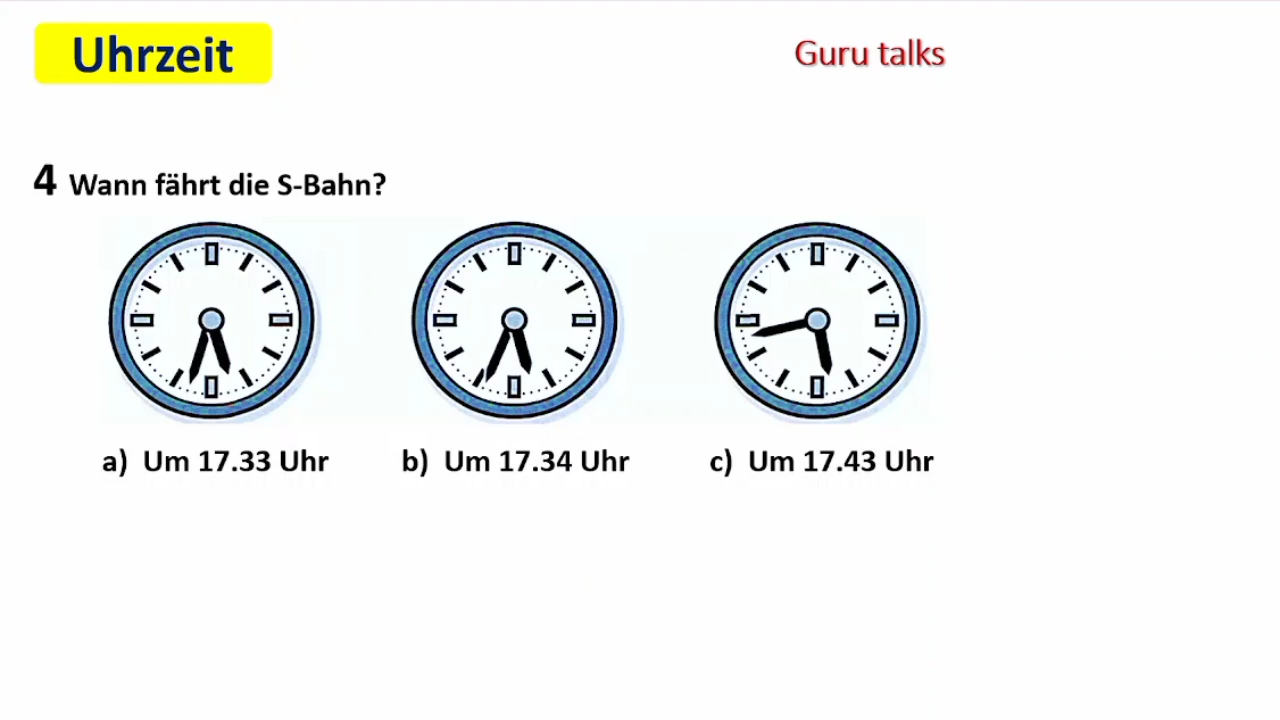 Uhrzeit
Guru talks
4 Wann fährt die S-Bahn?
a) Um 17.33 Uhr
b) Um 17.34 Uhr
c) Um 17.43 Uhr